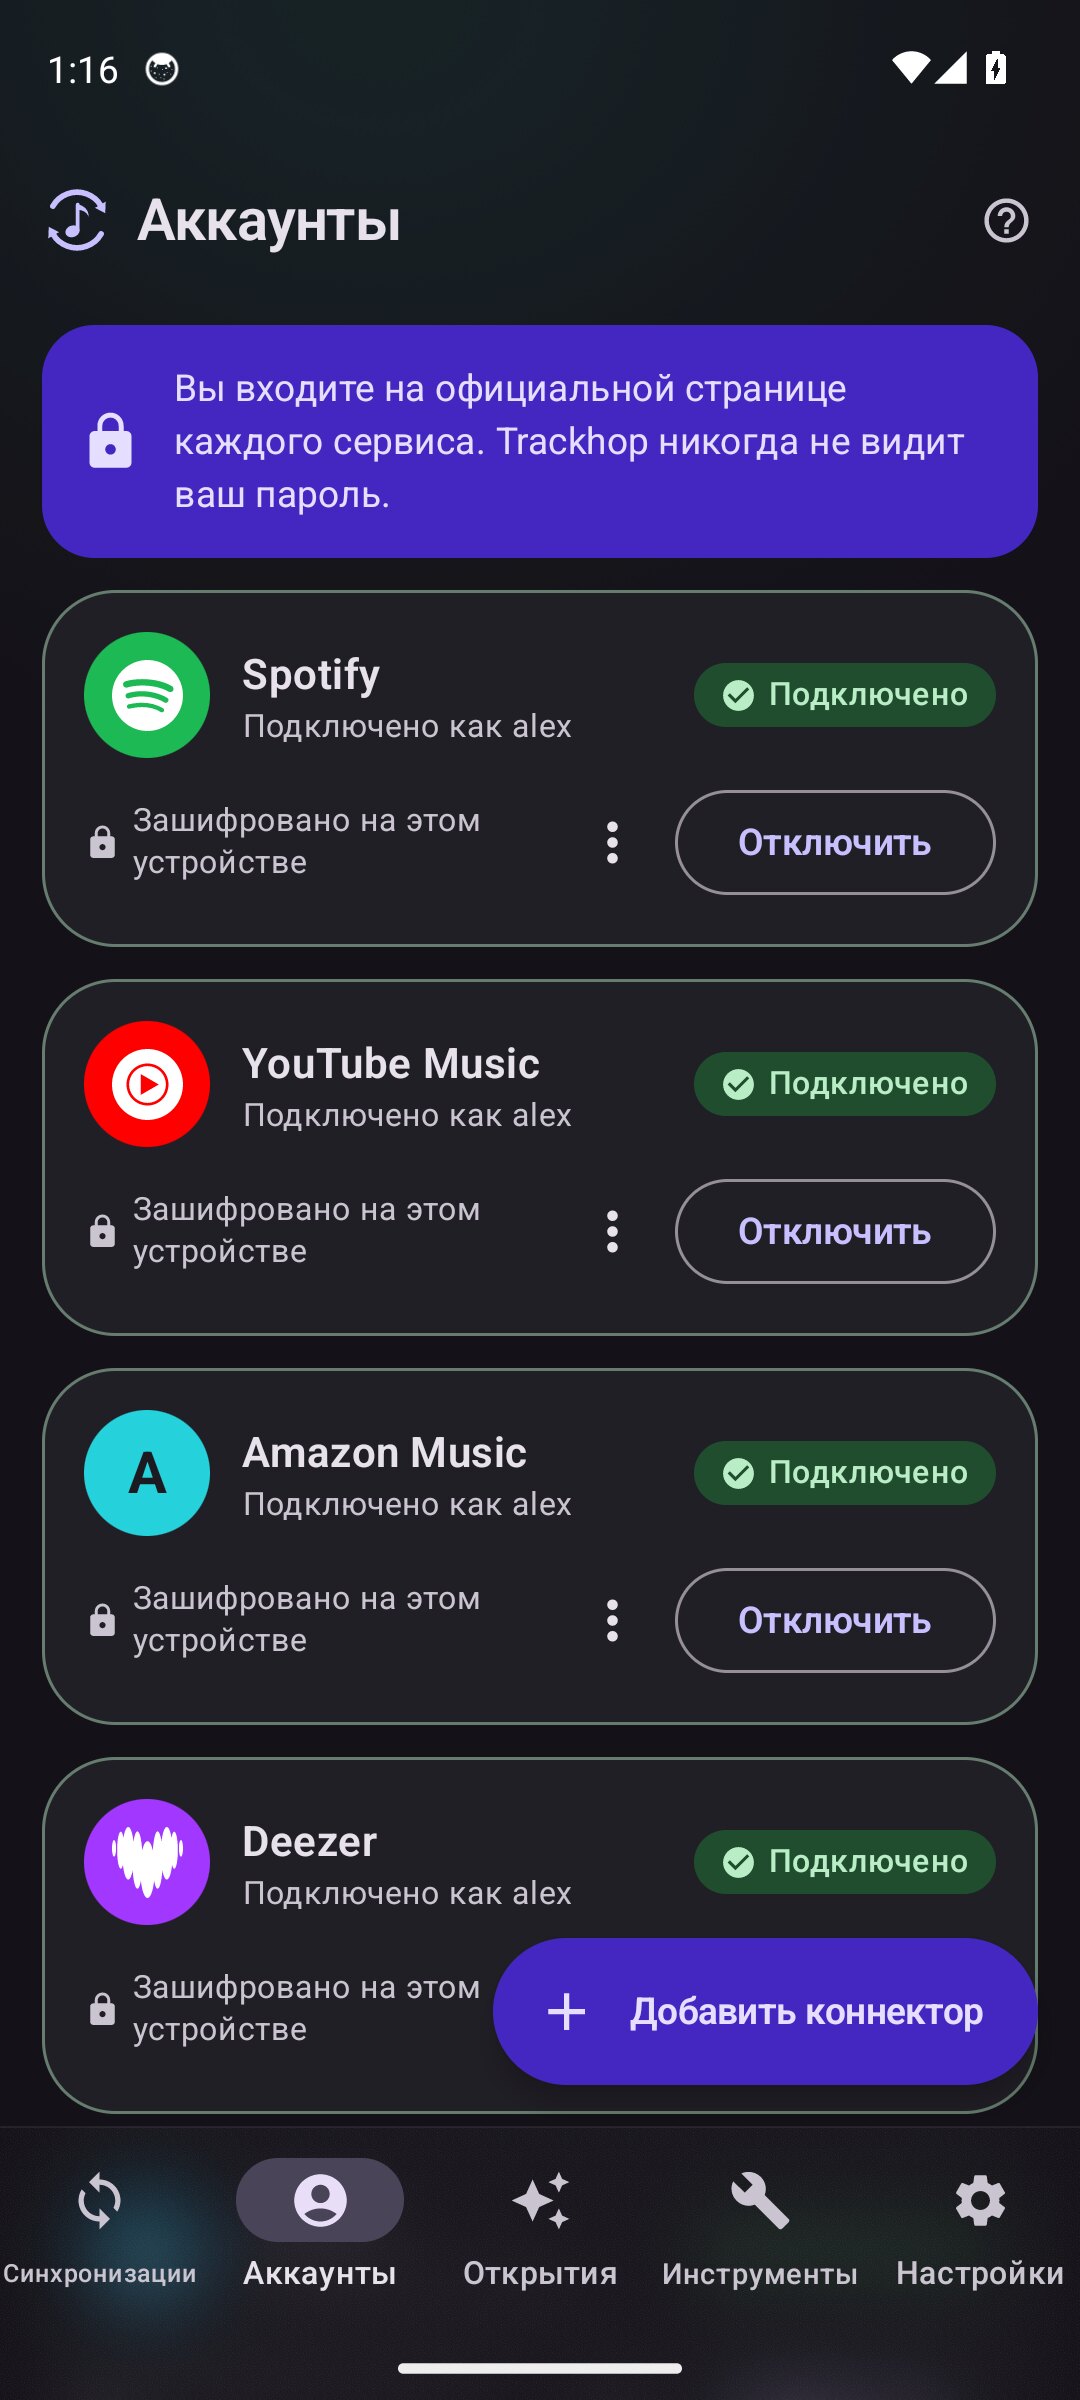 1:16
Аккаунты
Вы входите на официальной странице
каждого сервиса. Trackhop никогда не видит
ваш пароль.
Spotify
Подключено как alex
Подключено
Зашифровано на этом
устройстве
Отключить
YouTube Music
Подключено как alex
Подключено
Зашифровано на этом
устройстве
Отключить
A
Amazon Music
Подключено как alex
Подключено
Зашифровано на этом
устройстве
Отключить
Deezer
Подключено как alex
Подключено
Зашифровано на этом
устройстве
Добавить коннектор
Синхронизации
Аккаунты
Открытия
Инструменты
Настройки